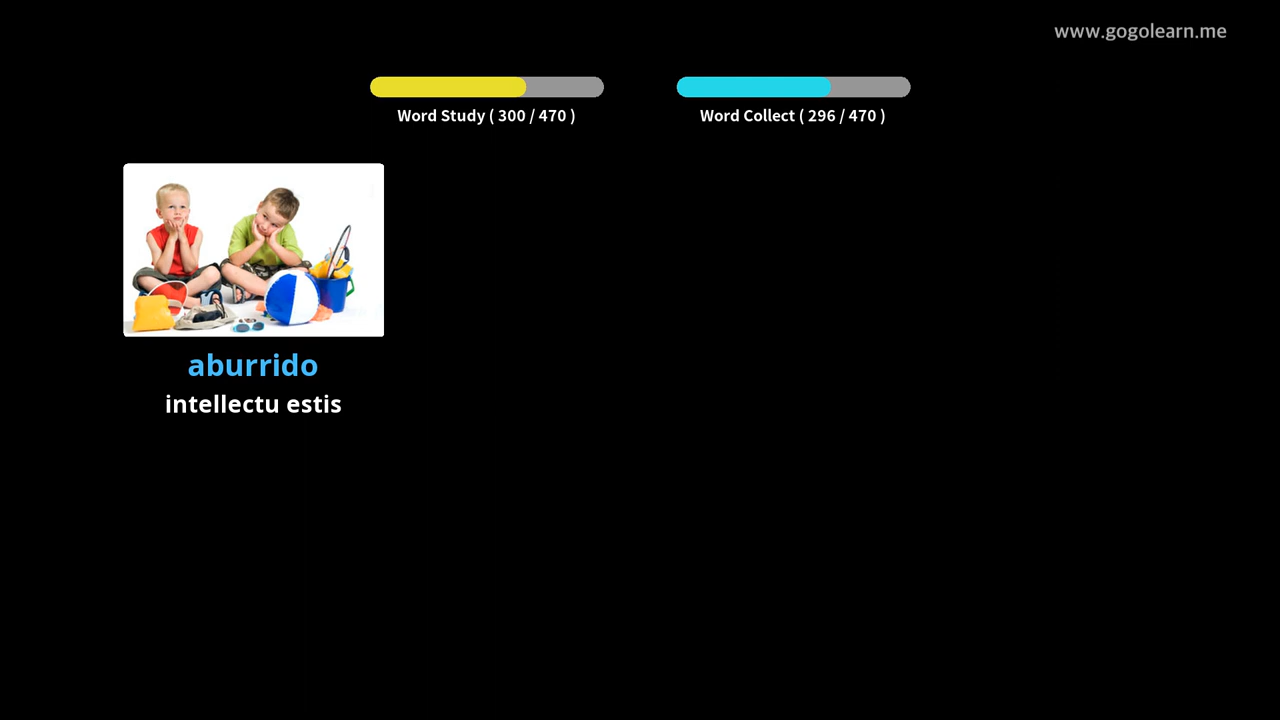 www.gogolearn.me
Word Study ( 300 / 470 )
Word Collect ( 296 / 470 )
aburrido
intellectu estis